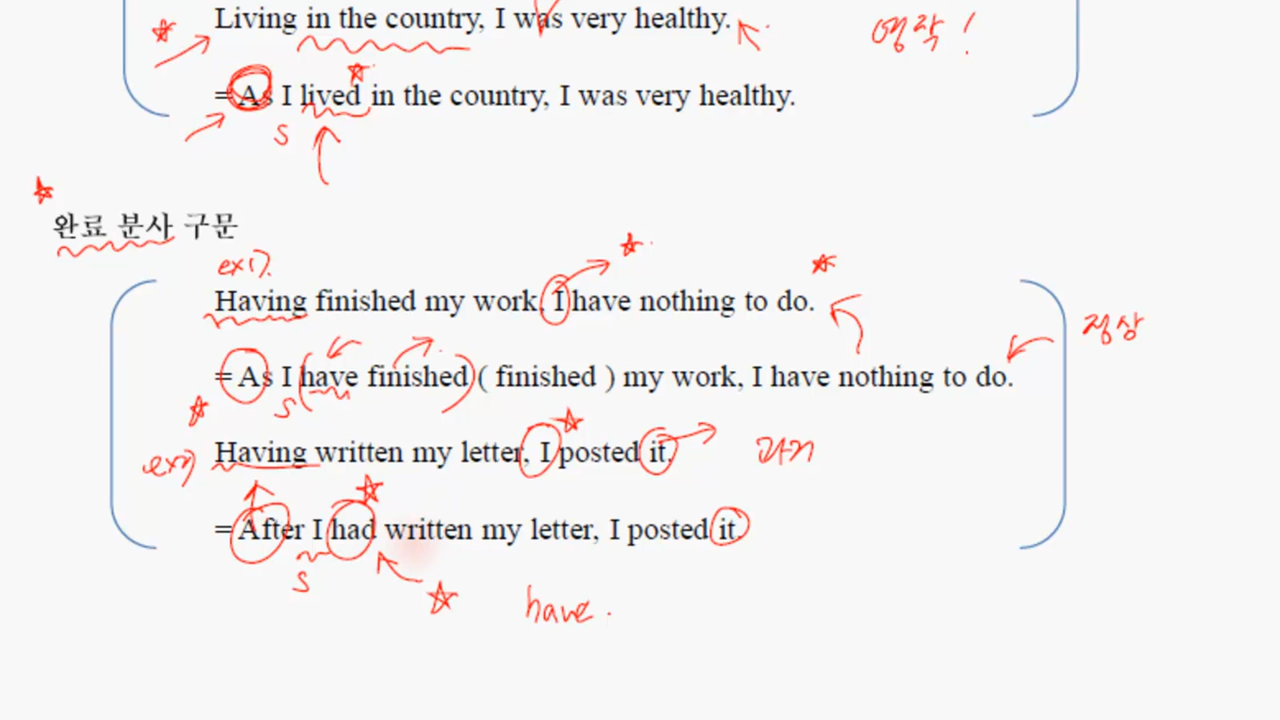 Living in the country, I was very healthy.
영작!
= As I lived in the country, I was very healthy.
S
완료 분사 구문
ex1).
Having finished my work, I have nothing to do.
정상
= As I have finished ( finished ) my work, I have nothing to do.
S
ex)
Having written my letter, I posted it.
과거
= After I had written my letter, I posted it.
S
have.